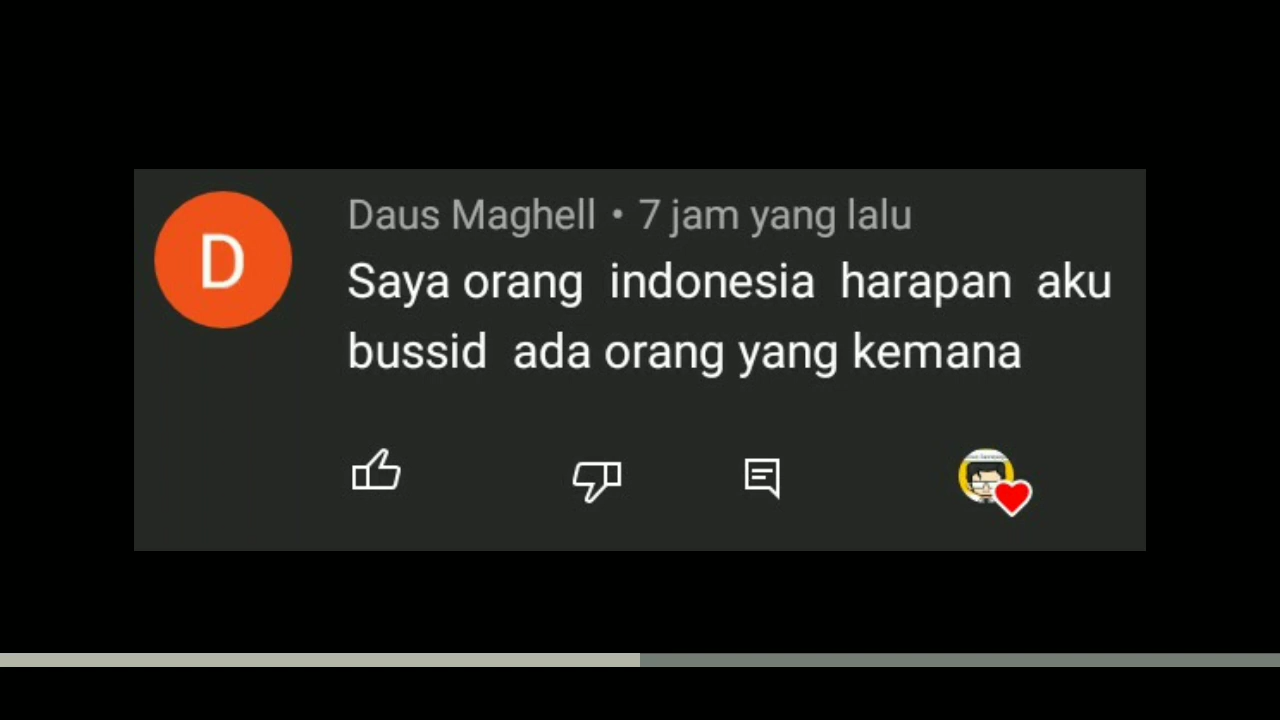 D
Daus Maghell • 7 jam yang lalu
Saya orang indonesia harapan aku
bussid ada orang yang kemana